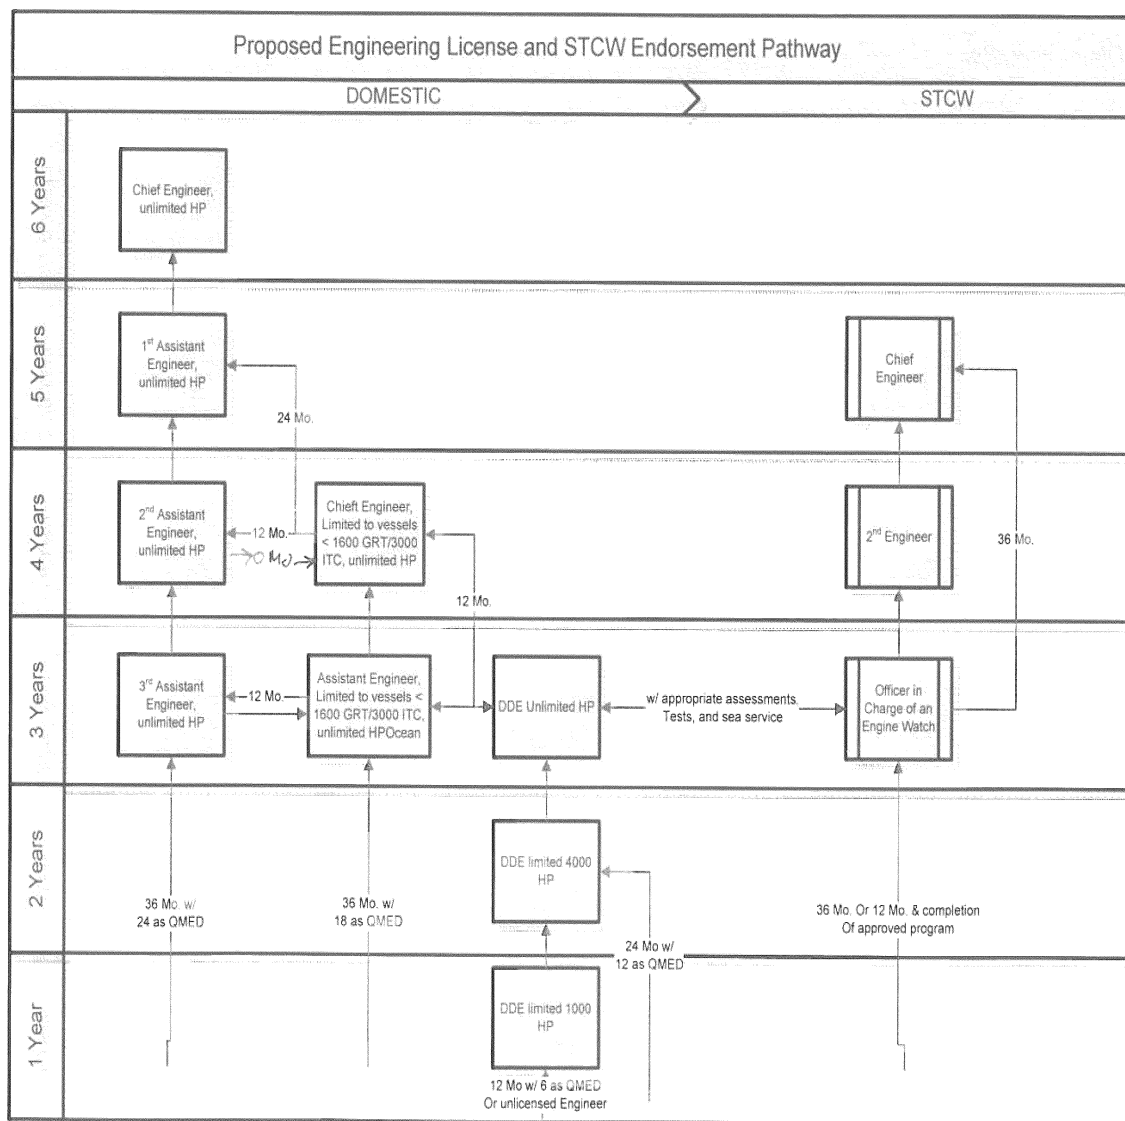 Proposed Engineering License and STCW Endorsement Pathway
DOMESTIC
STCW
6 Years
Chief Engineer,
unlimited HP
5 Years
1st Assistant
Engineer,
unlimited HP
24 Mo.
Chief
Engineer
4 Years
2nd Assistant
Engineer,
unlimited HP
12 Mo.
Mo.
Chieft Engineer,
Limited to vessels
< 1600 GRT/3000
ITC, unlimited HP
12 Mo.
2nd Engineer
36 Mo.
3 Years
3rd Assistant
Engineer,
unlimited HP
12 Mo.
Assistant Engineer,
Limited to vessels <
1600 GRT/3000 ITC,
unlimited HPOcean
DDE Unlimited HP
w/ appropriate assessments.
Tests, and sea service
Officer in
Charge of an
Engine Watch
2 Years
36 Mo. w/
24 as QMED
36 Mo. w/
18 as QMED
DDE limited 4000
HP
24 Mo w/
12 as QMED
36 Mo. Or 12 Mo. & completion
Of approved program
1 Year
DDE limited 1000
HP
12 Mo w/ 6 as QMED
Or unlicensed Engineer